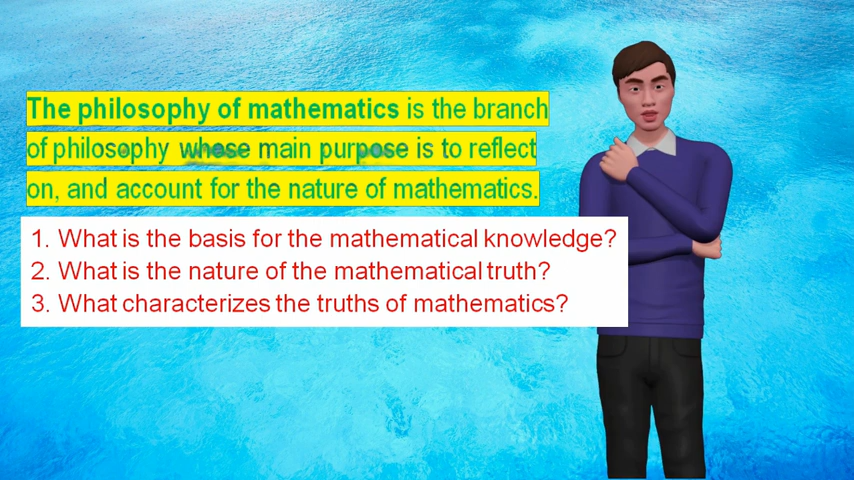 The philosophy of mathematics is the branch
of philosophy whose main purpose is to reflect
on, and account for the nature of mathematics.
1. What is the basis for the mathematical knowledge?
2. What is the nature of the mathematical truth?
3. What characterizes the truths of mathematics?